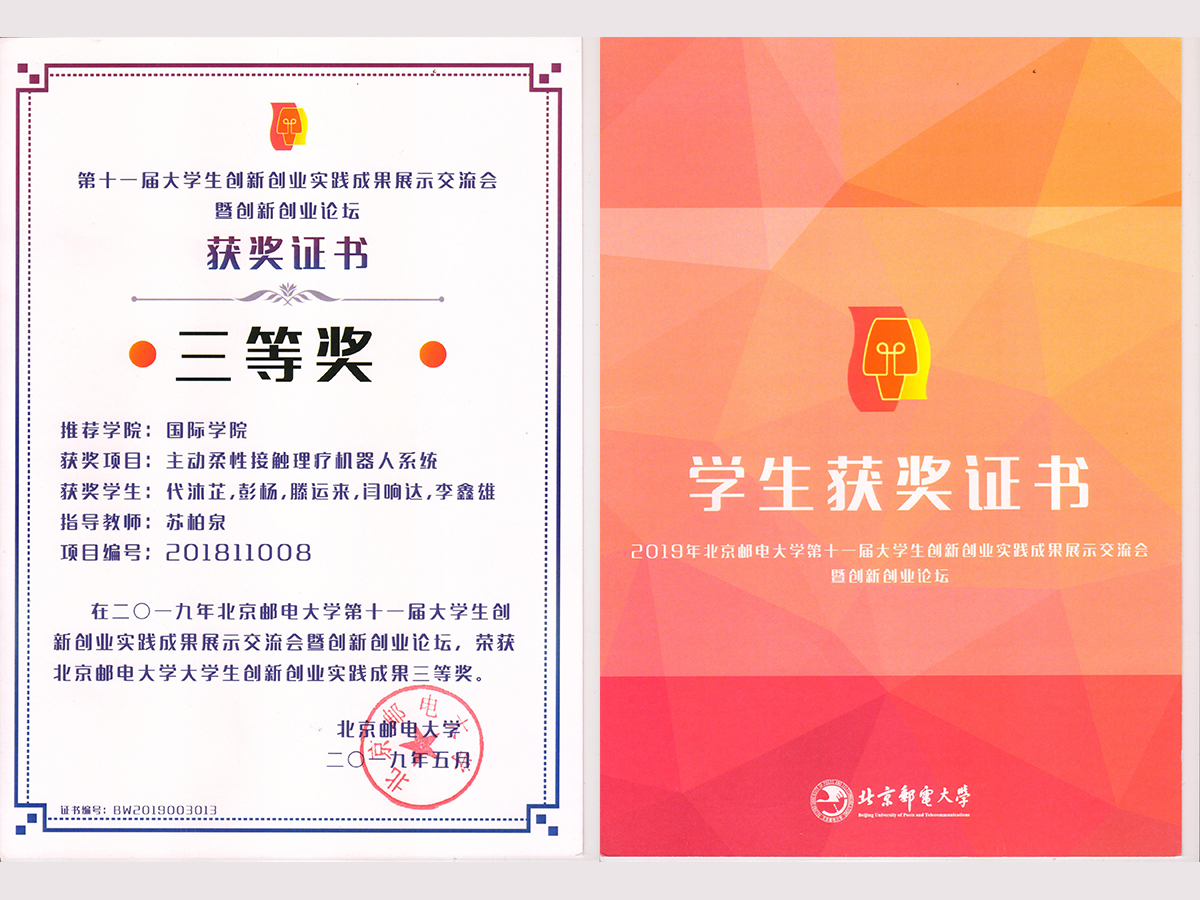 第十一届大学生创新创业实践成果展示交流会
暨创新创业论坛
获奖证书
三等奖
推荐学院：国际学院
获奖项目：主动柔性接触理疗机器人系统
获奖学生：代沐芷,彭杨,滕运来,闫响达,李鑫雄
指导教师：苏柏泉
项目编号：201811008
在二〇一九年北京邮电大学第十一届大学生创
新创业实践成果展示交流会暨创新创业论坛，荣获
北京邮电大学大学生创新创业实践成果三等奖。
北京邮电大学
二〇一九年五月
北京邮电大学
证书编号：BW2019003013
学生获奖证书
2019年北京邮电大学第十一届大学生创新创业实践成果展示交流会
暨创新创业论坛
北京郵電大學
Beijing University of Posts and Telecommunications